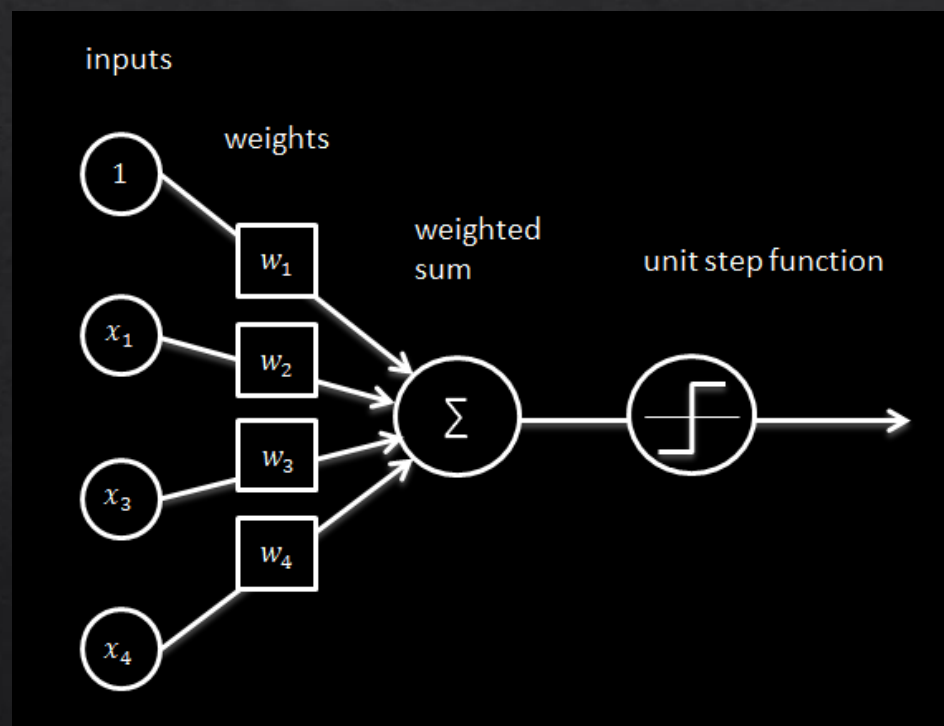 inputs
weights
1
weighted
sum
w₁
unit step function
x₁
w₂
∑
w₃
x₃
w₄
x₄